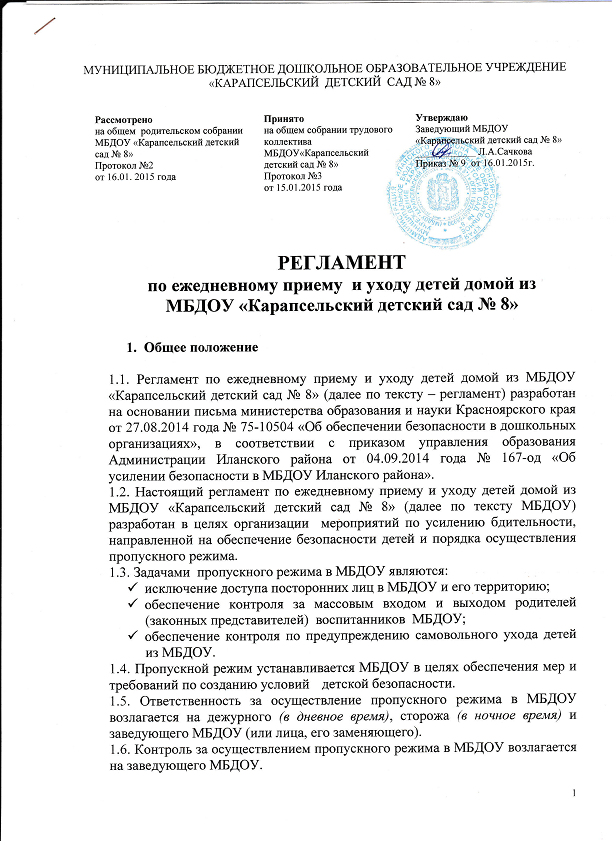 МУНИЦИПАЛЬНОЕ БЮДЖЕТНОЕ ДОШКОЛЬНОЕ ОБРАЗОВАТЕЛЬНОЕ УЧРЕЖДЕНИЕ
«КАРАПСЕЛЬСКИЙ ДЕТСКИЙ САД № 8»
Рассмотрено
на общем родительском собрании
МБДОУ «Карапсельский детский
сад № 8»
Протокол №2
от 16.01. 2015 года
Принято
на общем собрании трудового
коллектива
МБДОУ«Карапсельский
детский сад № 8»
Протокол №3
от 15.01.2015 года
Утверждаю
Заведующий МБДОУ
«Карапсельский детский сад № 8»
Л.А.Сачкова
Приказ № 9 от 16.01.2015г.
РЕГЛАМЕНТ
по ежедневному приему и уходу детей домой из
МБДОУ «Карапсельский детский сад № 8»
1. Общее положение
1.1. Регламент по ежедневному приему и уходу детей домой из МБДОУ
«Карапсельский детский сад № 8» (далее по тексту – регламент) разработан
на основании письма министерства образования и науки Красноярского края
от 27.08.2014 года № 75-10504 «Об обеспечении безопасности в дошкольных
организациях», в соответствии с приказом управления образования
Администрации Иланского района от 04.09.2014 года № 167-од «Об
усилении безопасности в МБДОУ Иланского района».
1.2. Настоящий регламент по ежедневному приему и уходу детей домой из
МБДОУ «Карапсельский детский сад № 8» (далее по тексту МБДОУ)
разработан в целях организации мероприятий по усилению бдительности,
направленной на обеспечение безопасности детей и порядка осуществления
пропускного режима.
1.3. Задачами пропускного режима в МБДОУ являются:
✓ исключение доступа посторонних лиц в МБДОУ и его территорию;
✓ обеспечение контроля за массовым входом и выходом родителей
(законных представителей) воспитанников МБДОУ;
✓ обеспечение контроля по предупреждению самовольного ухода детей
из МБДОУ.
1.4. Пропускной режим устанавливается МБДОУ в целях обеспечения мер и
требований по созданию условий детской безопасности.
1.5. Ответственность за осуществление пропускного режима в МБДОУ
возлагается на дежурного (в дневное время), сторожа (в ночное время) и
заведующего МБДОУ (или лица, его заменяющего).
1.6. Контроль за осуществлением пропускного режима в МБДОУ возлагается
на заведующего МБДОУ.
1